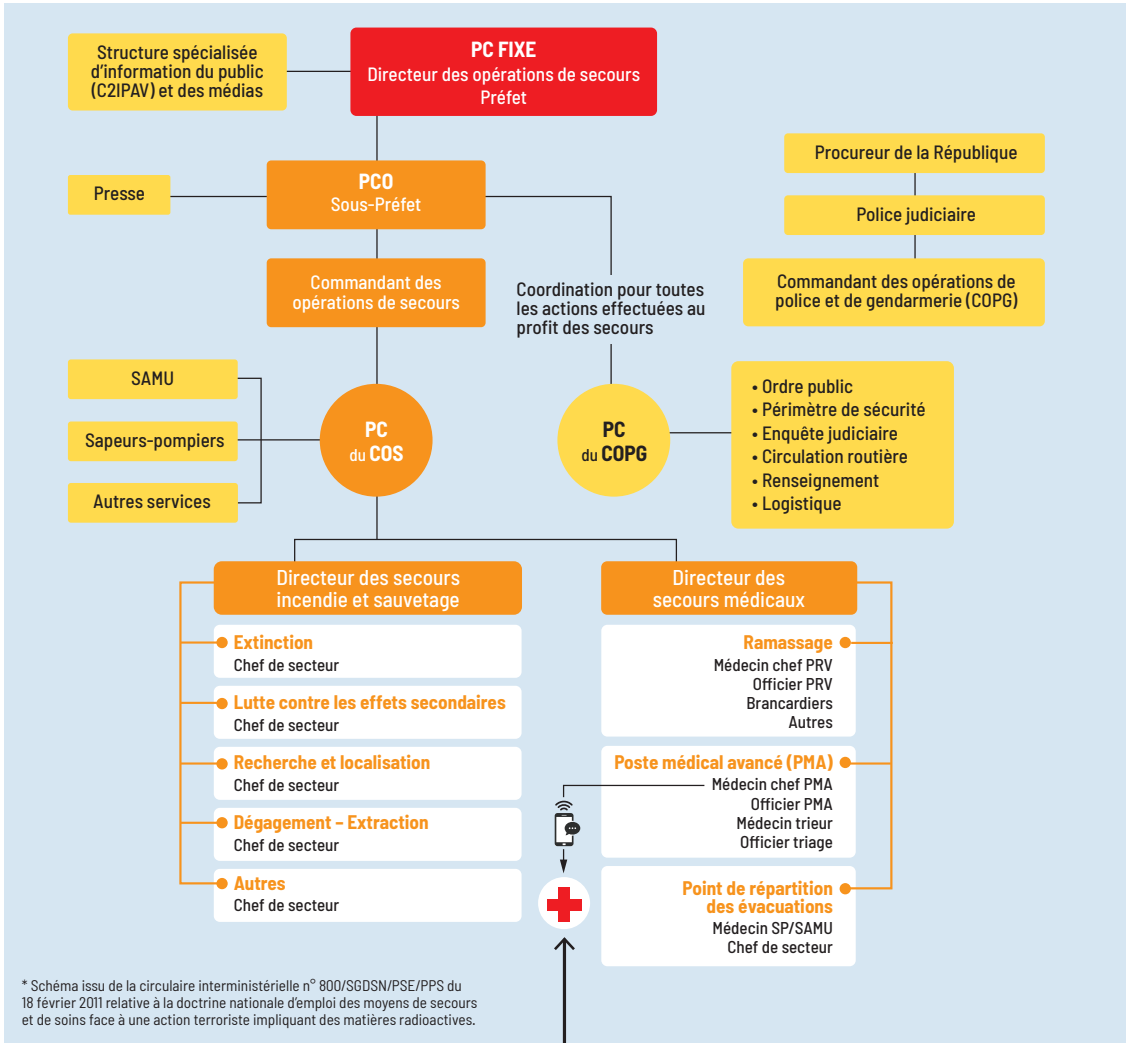 Structure spécialisée
d'information du public
(C2IPAV) et des médias
PC FIXE
Directeur des opérations de secours
Préfet
Procureur de la République
Presse
PCO
Sous-Préfet
Police judiciaire
Commandant des
opérations de secours
Coordination pour toutes
les actions effectuées au
profit des secours
Commandant des opérations de
police et de gendarmerie (COPG)
SAMU
Sapeurs-pompiers
Autres services
PC
du COS
PC
du COPG
• Ordre public
• Périmètre de sécurité
• Enquête judiciaire
• Circulation routière
• Renseignement
• Logistique
Directeur des secours
incendie et sauvetage
Extinction
Chef de secteur
Lutte contre les effets secondaires
Chef de secteur
Recherche et localisation
Chef de secteur
Dégagement – Extraction
Chef de secteur
Autres
Chef de secteur
Directeur des
secours médicaux
Ramassage
Médecin chef PRV
Officier PRV
Brancardiers
Autres
Poste médical avancé (PMA)
Médecin chef PMA
Officier PMA
Médecin trieur
Officier triage
Point de répartition
des évacuations
Médecin SP/SAMU
Chef de secteur
* Schéma issu de la circulaire interministérielle n° 800/SGDSN/PSE/PPS du
18 février 2011 relative à la doctrine nationale d'emploi des moyens de secours
et de soins face à une action terroriste impliquant des matières radioactives.